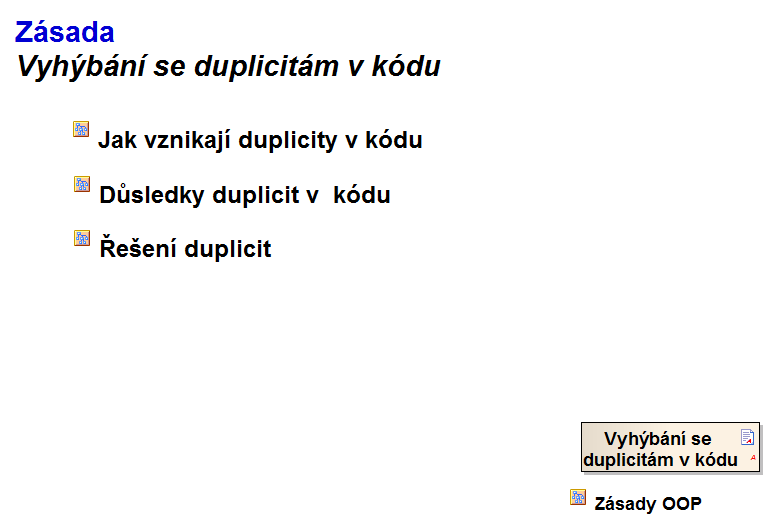 Zásada
Vyhýbání se duplicitám v kódu
Jak vznikají duplicity v kódu
Důsledky duplicit v  kódu
Řešení duplicit
Vyhýbání se
duplicitám v kódu
Zásady OOP